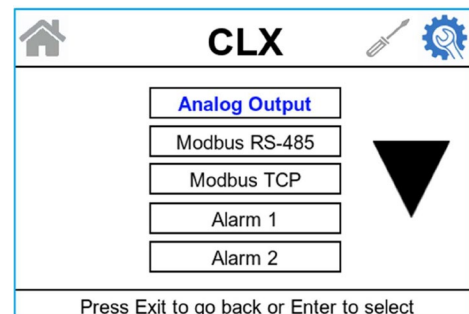 CLX
Analog Output
Modbus RS-485
Modbus TCP
Alarm 1
Alarm 2
Press Exit to go back or Enter to select